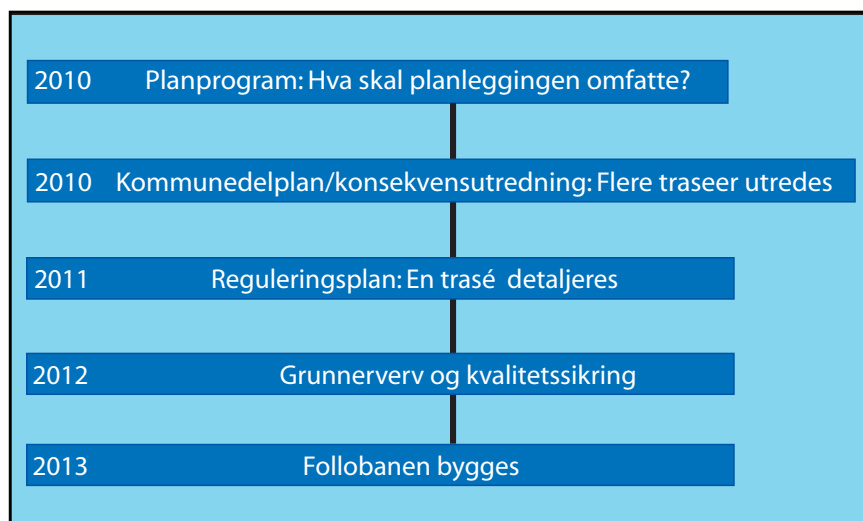 2010 Planprogram: Hva skal planleggingen omfatte?
2010 Kommunedelplan/konsekvensutredning: Flere traseer utredes
2011 Reguleringsplan: En trasé detaljeres
2012 Grunnerverv og kvalitetssikring
2013 Follobanen bygges